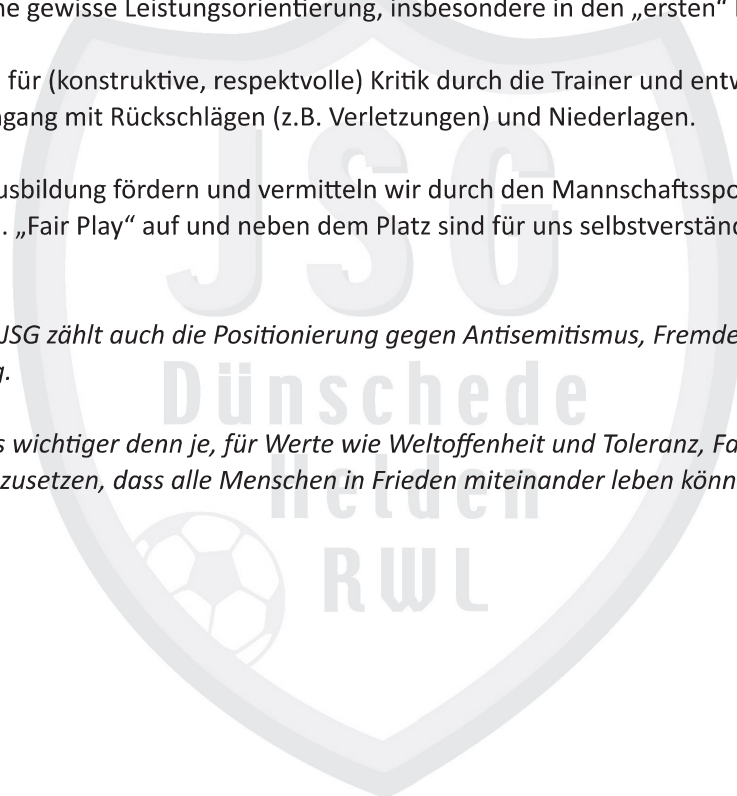 ne gewisse Leistungsorientierung, insbesondere in den „ersten“
für (konstruktive, respektvolle) Kritik durch die Trainer und entw
gang mit Rückschlägen (z.B. Verletzungen) und Niederlagen.
usbildung fördern und vermitteln wir durch den Mannschaftsspo
. „Fair Play“ auf und neben dem Platz sind für uns selbstverständ
JSG zählt auch die Positionierung gegen Antisemitismus, Fremde
g.
s wichtiger denn je, für Werte wie Weltoffenheit und Toleranz, Fa
zusetzen, dass alle Menschen in Frieden miteinander leben könn
JSG
Dünschede
Helden
RWL